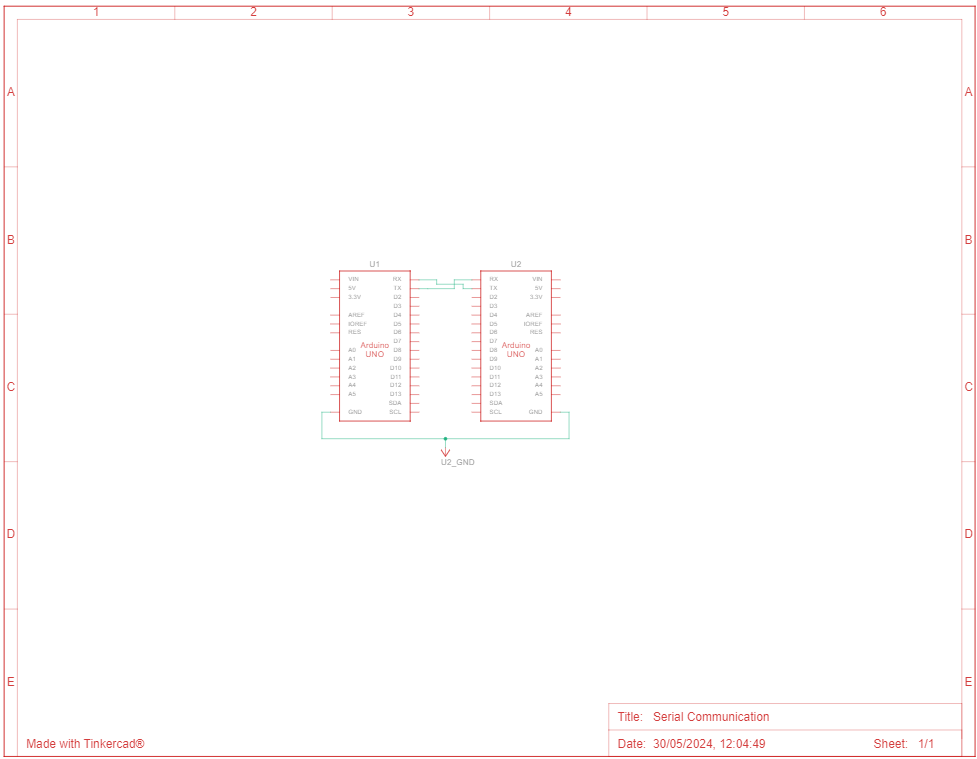 1 2 3 4 5 6
A A
B B
U1 U2
VIN RX RX VIN
5V TX TX 5V
3.3V D2 D2 3.3V
D3 D3
AREF D4 D4 AREF
IOREF D5 D5 IOREF
RES D6 D6 RES
D7 D7
Arduino Arduino
A0 D8 D8 A0
UNO UNO
A1 D9 D9 A1
A2 D10 D10 A2
A3 D11 D11 A3
A4 D12 D12 A4
C C
A5 D13 D13 A5
SDA SDA
GND SCL SCL GND
U2_GND
D D
E E
Title: Serial Communication
Made with Tinkercad® Date: 30/05/2024, 12:04:49 Sheet: 1/1